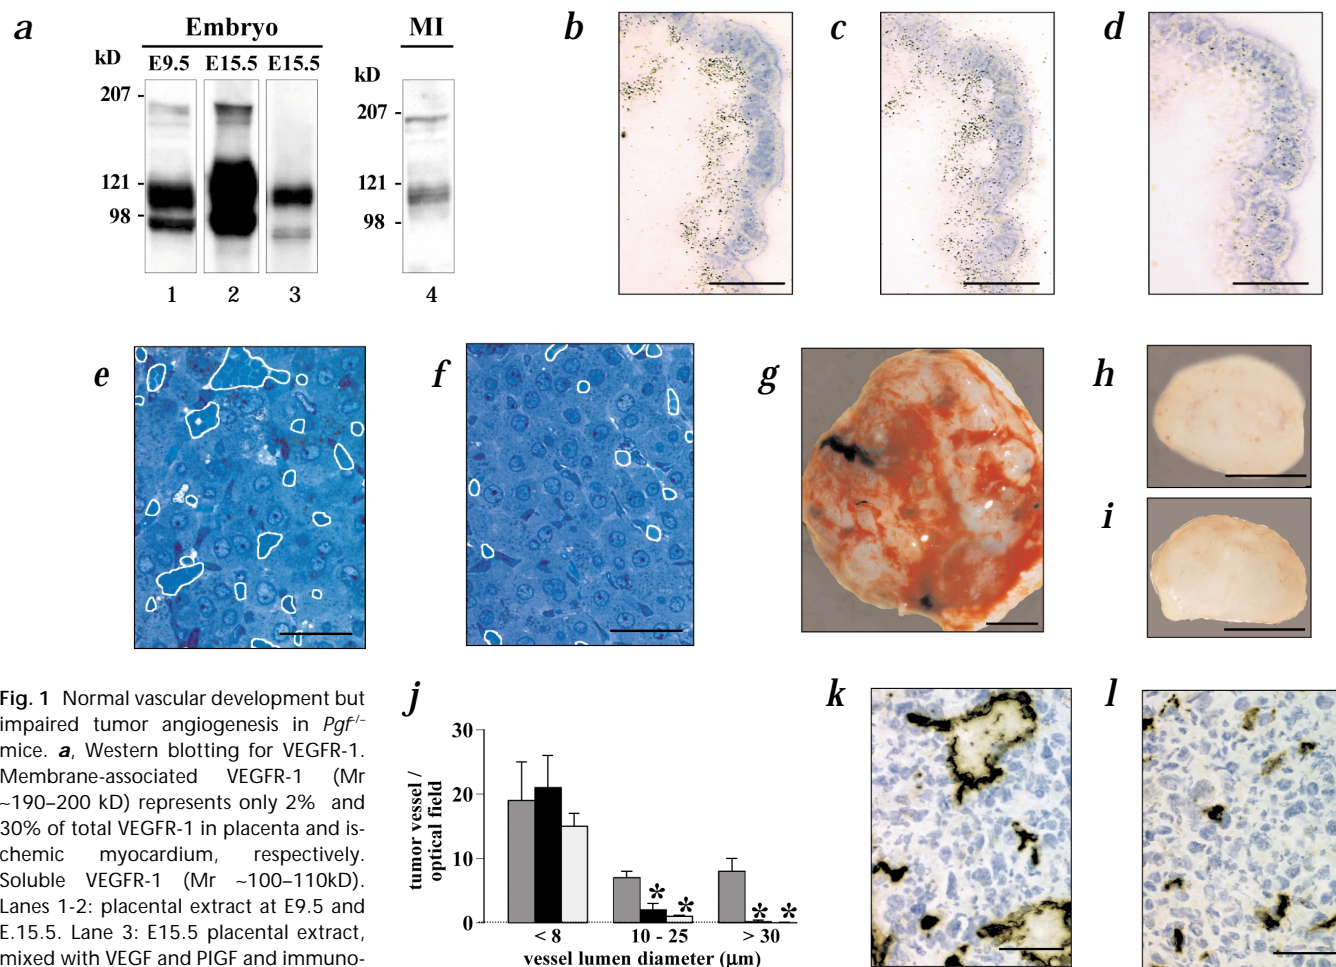 a
Embryo
MI
kD
E9.5 E15.5 E15.5
207
121
98
1 2 3
kD
207
121
98
4
b
c
d
e
f
g
h
i
Fig. 1 Normal vascular development but
impaired tumor angiogenesis in Pgf-/-
mice. a, Western blotting for VEGFR-1.
Membrane-associated VEGFR-1 (Mr
~190–200 kD) represents only 2% and
30% of total VEGFR-1 in placenta and is-
chemic myocardium, respectively.
Soluble VEGFR-1 (Mr ~100–110kD).
Lanes 1-2: placental extract at E9.5 and
E.15.5. Lane 3: E15.5 placental extract,
mixed with VEGF and PlGF and immuno-
j
tumor vessel /
optical field
30
20
10
0
* * * *
< 8 10 - 25 > 30
vessel lumen diameter (µm)
k
l